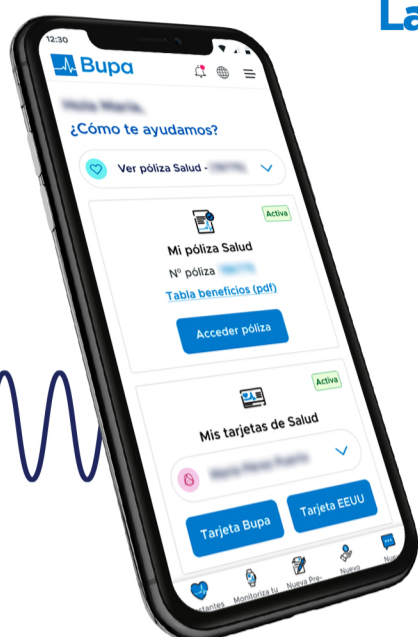 La
12:30
Bupa
¿Cómo te ayudamos?
Ver póliza Salud -
Activa
Mi póliza Salud
Nº póliza
Tabla beneficios (pdf)
Acceder póliza
Activa
Mis tarjetas de Salud
Tarjeta Bupa
Tarjeta EEUU
stantes
Monitoriza tu
Nueva Pre-
Nuevo